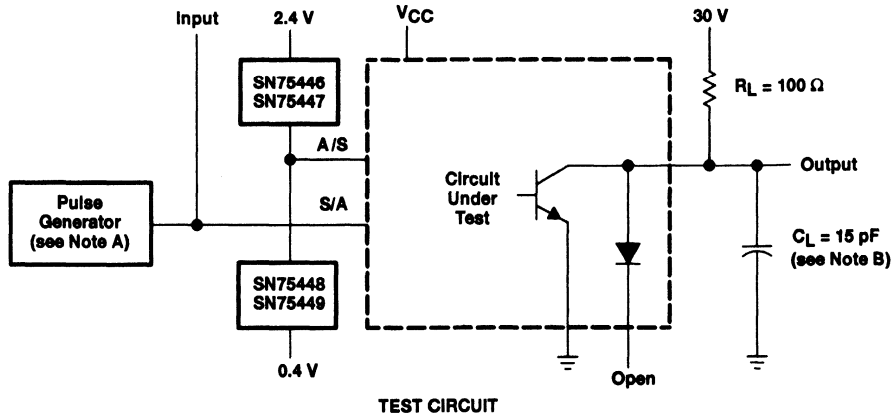 Input
2.4 V
VCC
30 V
SN75446
SN75447
RL = 100 Ω
A/S
Circuit
Under
Test
Output
Pulse
Generator
(see Note A)
S/A
CL = 15 pF
(see Note B)
SN75448
SN75449
0.4 V
Open
TEST CIRCUIT